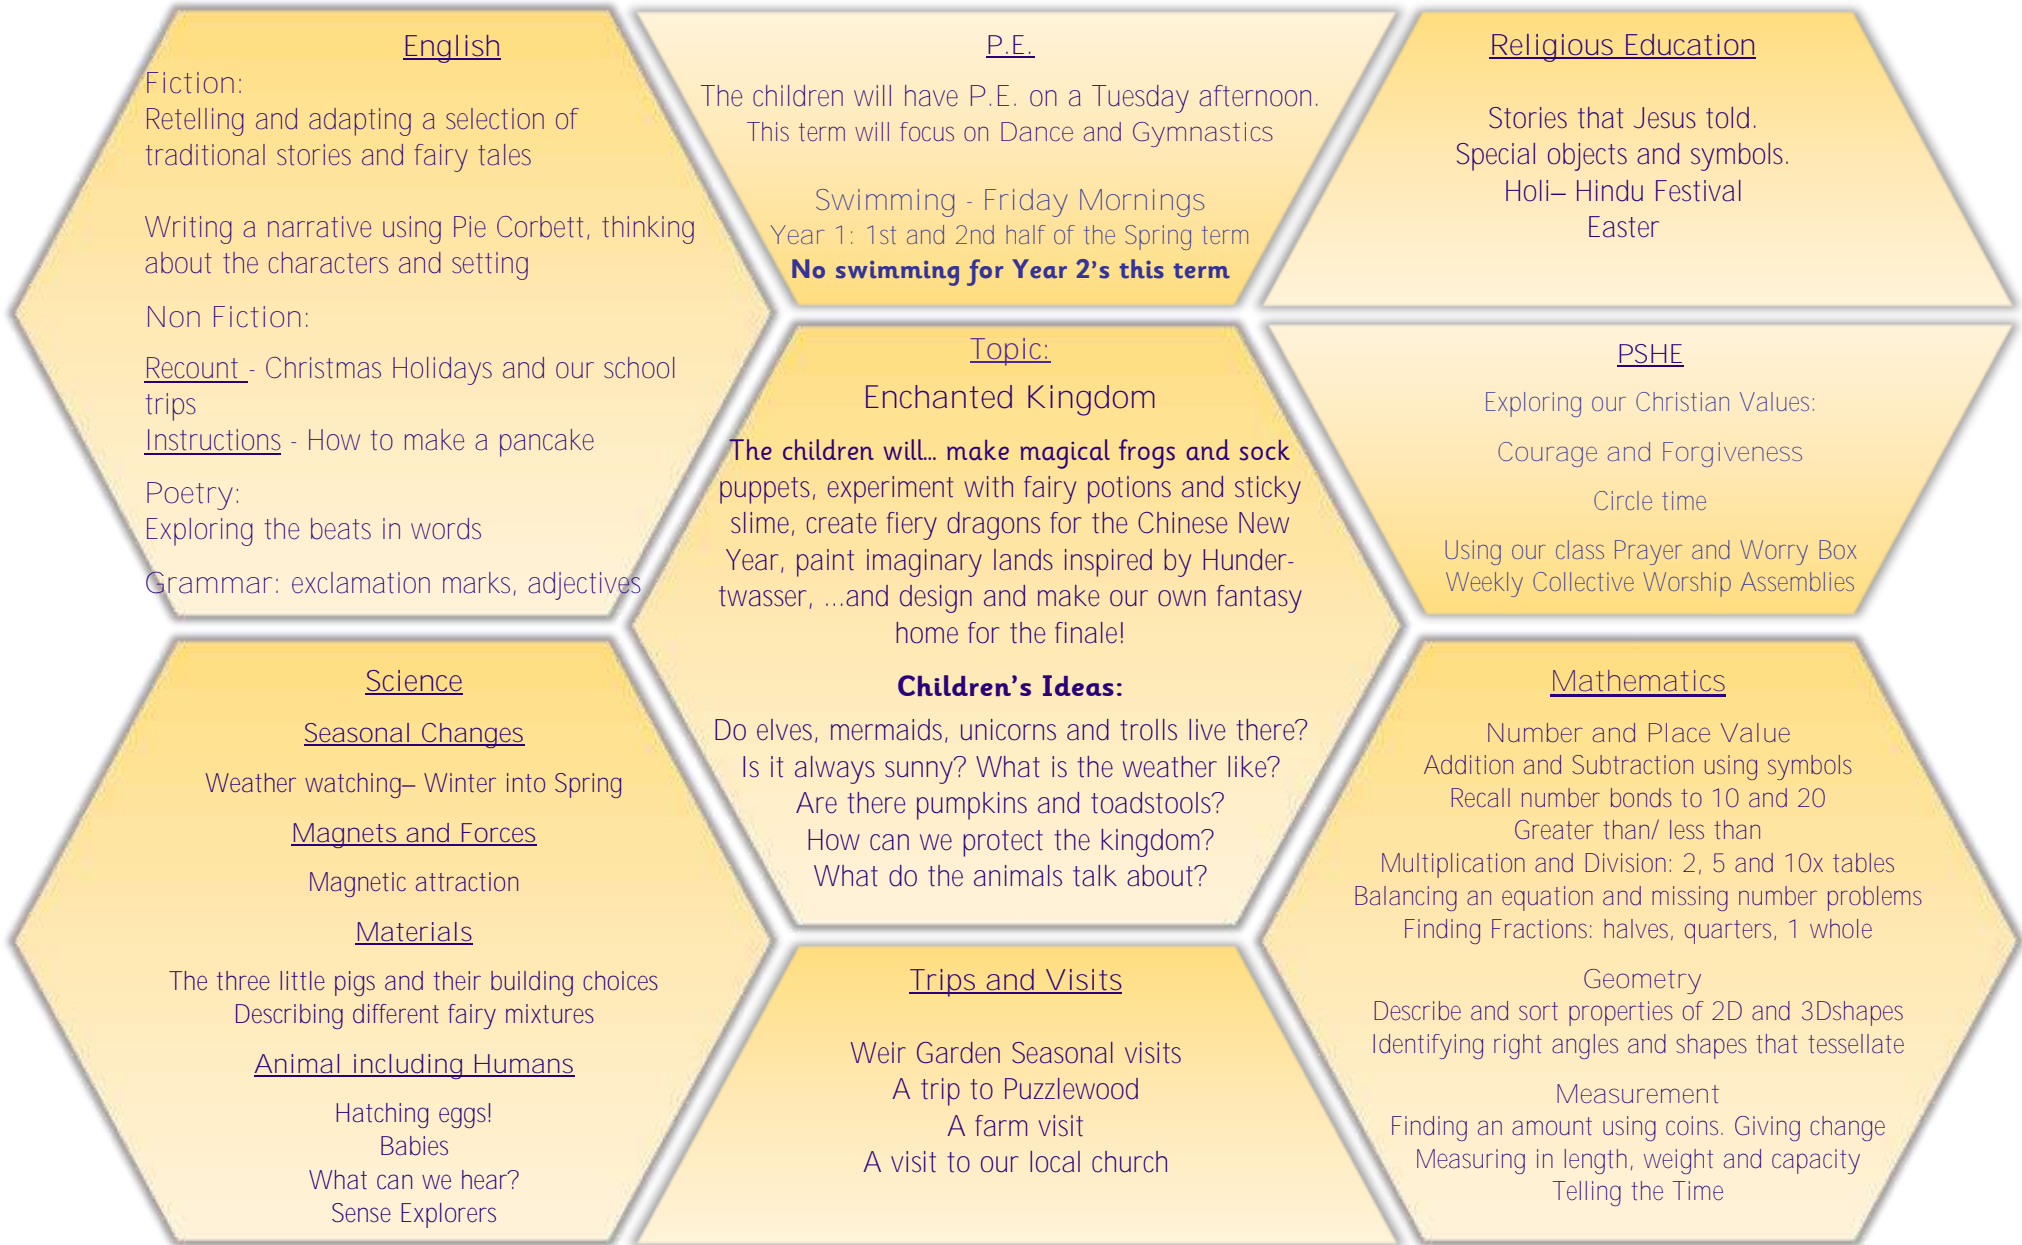 English
Fiction:
Retelling and adapting a selection of
traditional stories and fairy tales
Writing a narrative using Pie Corbett, thinking
about the characters and setting
Non Fiction:
Recount - Christmas Holidays and our school
trips
Instructions - How to make a pancake
Poetry:
Exploring the beats in words
Grammar: exclamation marks, adjectives
P.E.
The children will have P.E. on a Tuesday afternoon.
This term will focus on Dance and Gymnastics
Swimming - Friday Mornings
Year 1: 1st and 2nd half of the Spring term
No swimming for Year 2’s this term
Religious Education
Stories that Jesus told.
Special objects and symbols.
Holi– Hindu Festival
Easter
Topic:
Enchanted Kingdom
The children will… make magical frogs and sock
puppets, experiment with fairy potions and sticky
slime, create fiery dragons for the Chinese New
Year, paint imaginary lands inspired by Hunder-
twasser, …and design and make our own fantasy
home for the finale!
Children’s Ideas:
Do elves, mermaids, unicorns and trolls live there?
Is it always sunny? What is the weather like?
Are there pumpkins and toadstools?
How can we protect the kingdom?
What do the animals talk about?
PSHE
Exploring our Christian Values:
Courage and Forgiveness
Circle time
Using our class Prayer and Worry Box
Weekly Collective Worship Assemblies
Science
Seasonal Changes
Weather watching– Winter into Spring
Magnets and Forces
Magnetic attraction
Materials
The three little pigs and their building choices
Describing different fairy mixtures
Animal including Humans
Hatching eggs!
Babies
What can we hear?
Sense Explorers
Trips and Visits
Weir Garden Seasonal visits
A trip to Puzzlewood
A farm visit
A visit to our local church
Mathematics
Number and Place Value
Addition and Subtraction using symbols
Recall number bonds to 10 and 20
Greater than/ less than
Multiplication and Division: 2, 5 and 10x tables
Balancing an equation and missing number problems
Finding Fractions: halves, quarters, 1 whole
Geometry
Describe and sort properties of 2D and 3Dshapes
Identifying right angles and shapes that tessellate
Measurement
Finding an amount using coins. Giving change
Measuring in length, weight and capacity
Telling the Time